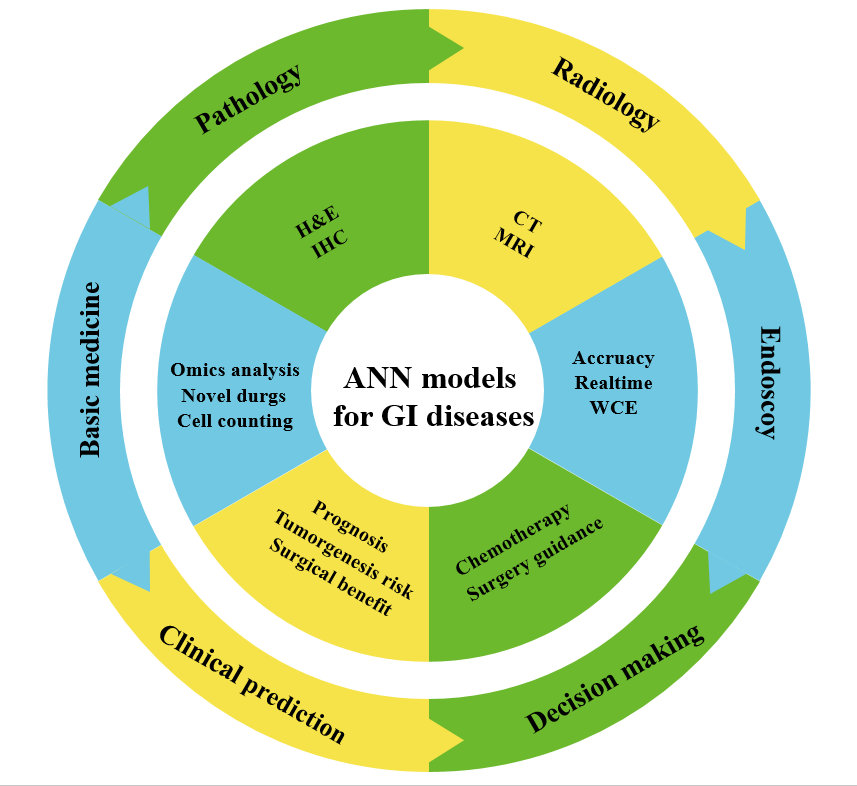 Pathology
Radiology
H&E
IHC
CT
MRI
Basic medicine
Omics analysis
Novel durgs
Cell counting
ANN models
for GI diseases
Accruacy
Realtime
WCE
Endoscoy
Prognosis
Tumorgenesis risk
Surgical benefit
Chemotherapy
Surgery guidance
Clinical prediction
Decision making